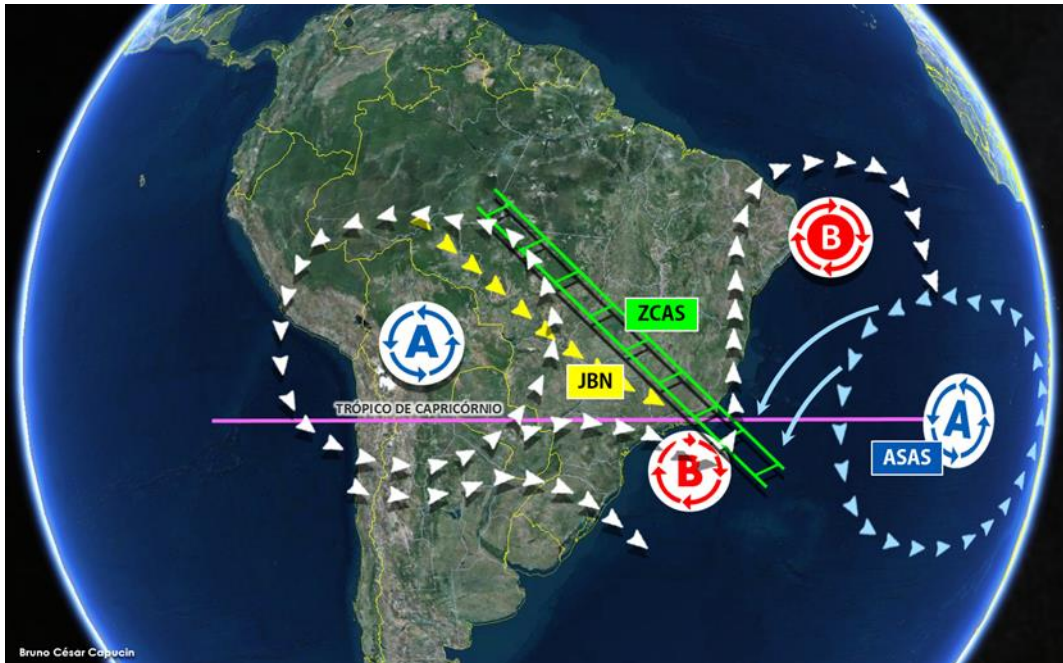 B
ZCAS
A
JBN
TRÓPICO DE CAPRICÓRNIO
A
ASAS
B
Bruno César Capucin